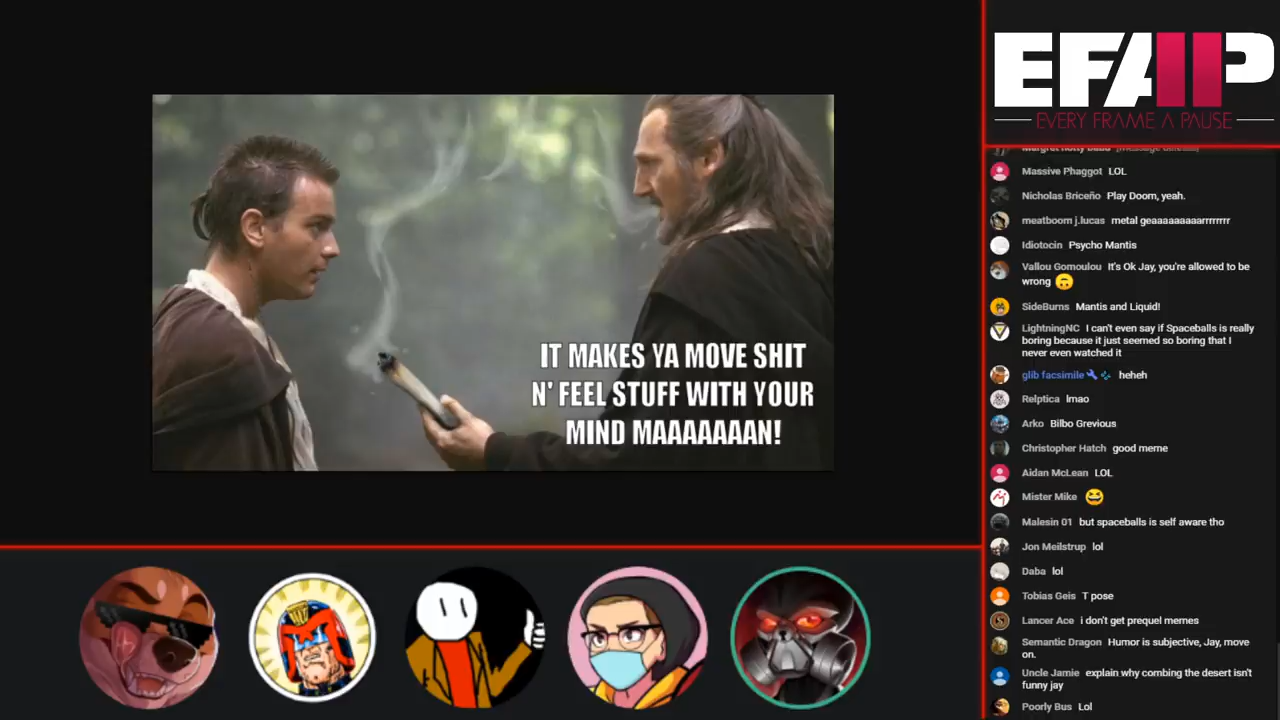 EFAP
EVERY FRAME A PAUSE
IT MAKES YA MOVE SHIT
N' FEEL STUFF WITH YOUR
MIND MAAAAAAAN!
Massive Phaggot LOL
Nicholas Briceño Play Doom, yeah.
meatboom j.lucas metal geaaaaaaaarrrrrrr
Idiotocin Psycho Mantis
Vallou Gomoulou It's Ok Jay, you're allowed to be
wrong 🙃
SideBurns Mantis and Liquid!
LightningNC I can't even say if Spaceballs is really
boring because it just seemed so boring that I
never even watched it
glib facsimile heheh
Relptica lmao
Arko Bilbo Grevious
Christopher Hatch good meme
Aidan McLean LOL
Mister Mike 😆
Malesin 01 but spaceballs is self aware tho
Jon Meilstrup lol
Daba lol
Tobias Geis T pose
Lancer Ace i don't get prequel memes
Semantic Dragon Humor is subjective, Jay, move
on.
Uncle Jamie explain why combing the desert isn't
funny jay
Poorly Bus Lol